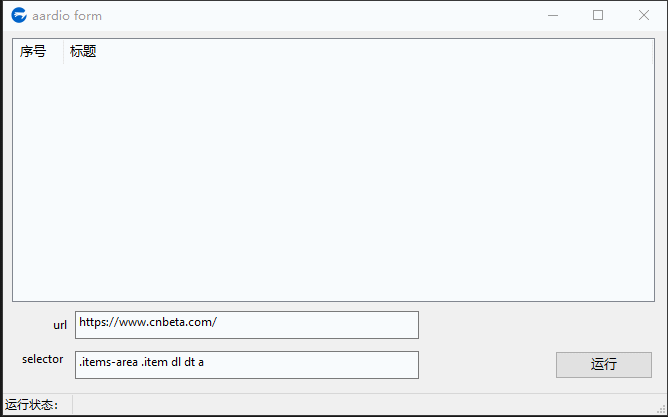 aardio form
序号 标题
url https://www.cnbeta.com/
selector .items-area .item dl dt a
运行
运行状态：